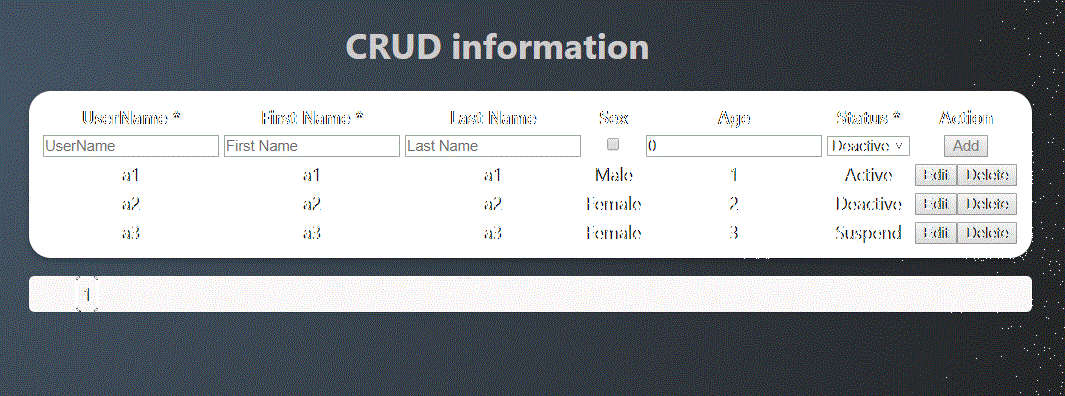 CRUD information
UserName * First Name * Last Name Sex Age Status * Action
UserName First Name Last Name 0 Deactive Add
a1 a1 a1 Male 1 Active Edit Delete
a2 a2 a2 Female 2 Deactive Edit Delete
a3 a3 a3 Female 3 Suspend Edit Delete
1